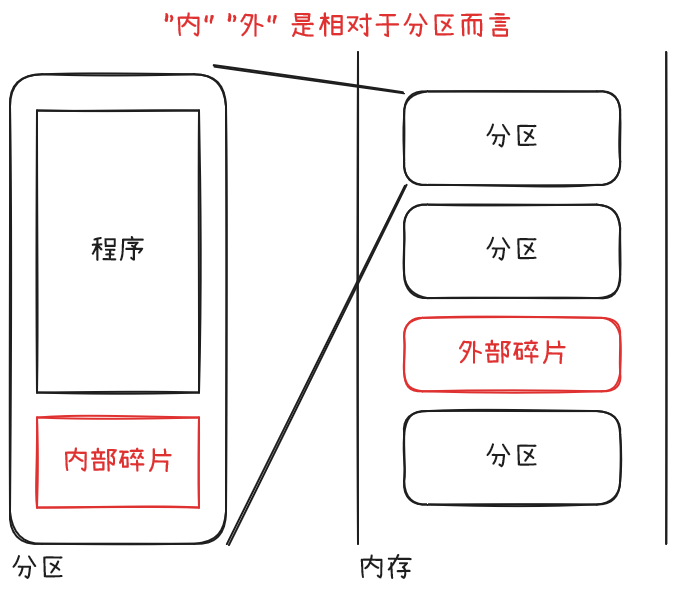 "内" "外" 是相对于分区而言
分区
程序
分区
外部碎片
内部碎片
分区
分区
内存